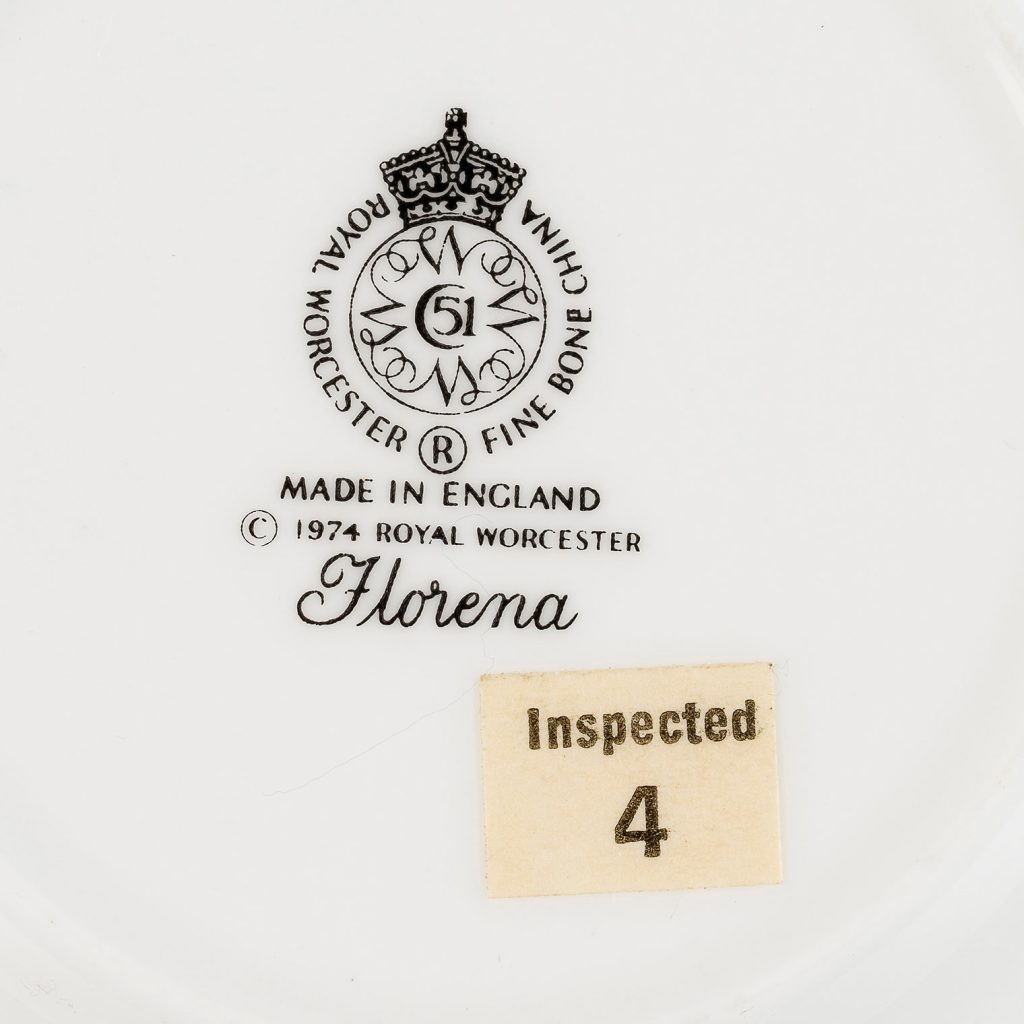 ROYAL WORCESTER ® FINE BONE CHINA
C51
MADE IN ENGLAND
© 1974 ROYAL WORCESTER
Florena
Inspected
4